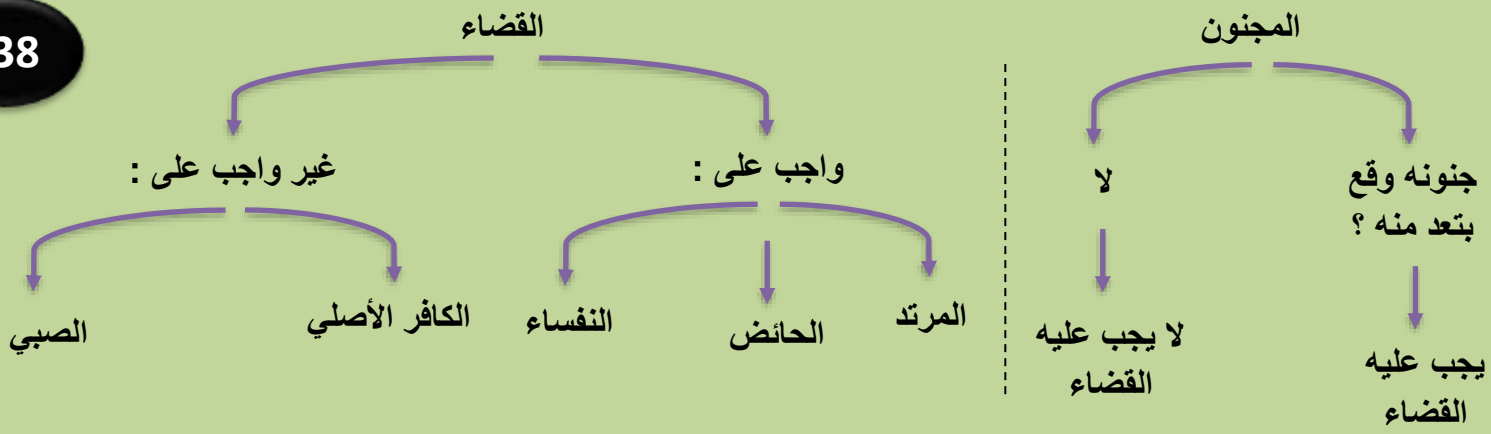 38
المجنون
جنونه وقع
بتعد منه ؟
لا
يجب عليه
القضاء
لا يجب عليه
القضاء
القضاء
واجب على :
غير واجب على :
المرتد
الحائض
النفساء
الكافر الأصلي
الصبي